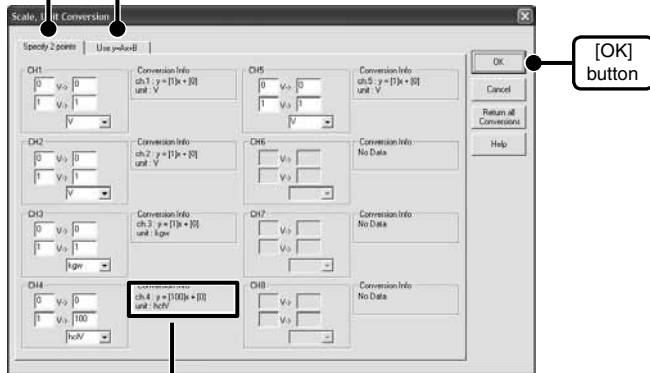 Scale, Unit Conversion
Specify 2 points
Use y=Ax+B
CH1
0 V-> 0
1 V-> 1
V
Conversion Info
ch.1 : y = [1]x + [0]
unit : V
CH2
0 V-> 0
1 V-> 1
V
Conversion Info
ch.2 : y = [1]x + [0]
unit : V
CH3
0 V-> 0
1 V-> 1
kgw
Conversion Info
ch.3 : y = [1]x + [0]
unit : kgw
CH4
0 V-> 0
1 V-> 100
Conversion Info
ch.4 : y = [100]x + [0]
CH5
0 V-> 0
1 V-> 1
V
Conversion Info
ch.5 : y = [1]x + [0]
unit : V
CH6
V->
V->
Conversion Info
No Data
CH7
V->
V->
Conversion Info
No Data
CH8
V->
V->
Conversion Info
No Data
OK
Cancel
Return all
Conversions
Help
[OK]
button